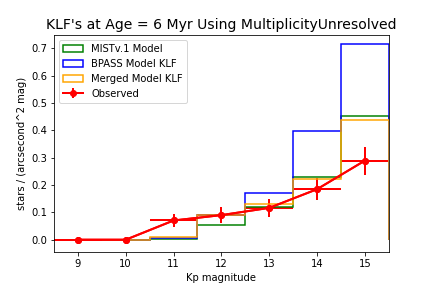 KLF's at Age = 6 Myr Using MultiplicityUnresolved
MISTv.1 Model
BPASS Model KLF
Merged Model KLF
Observed
stars / (arcsecond^2 mag)
0.7
0.6
0.5
0.4
0.3
0.2
0.1
0.0
9 10 11 12 13 14 15
Kp magnitude